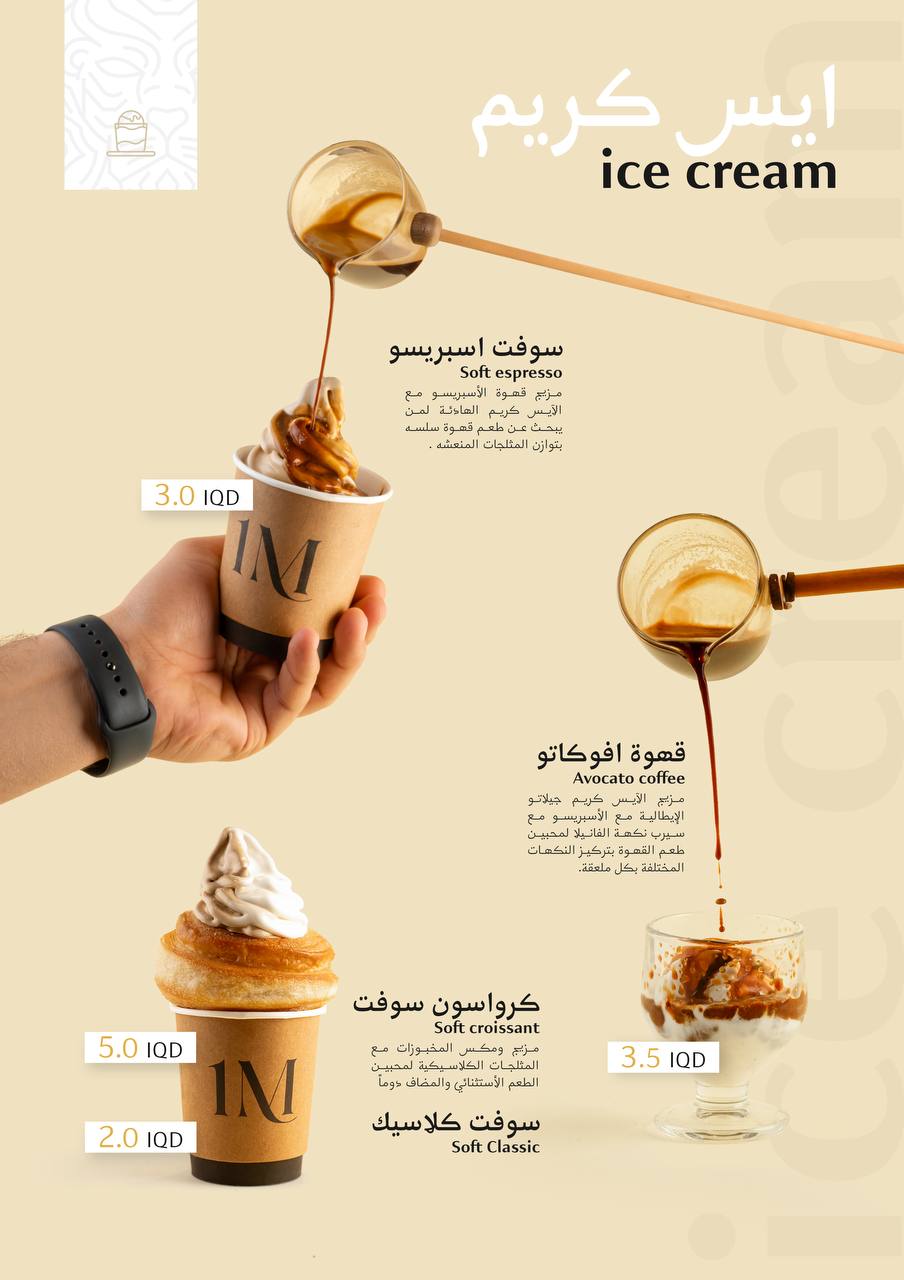 ايس كريم
ice cream
سوفت اسبريسو
Soft espresso
مزيج قهوة الأسبريسو مع
الآيس كريم الهادئة لمن
يبحث عن طعم قهوة سلسه
بتوازن المثلجات المنعشه .
3.0 IQD
1M
قهوة افوكاتو
Avocato coffee
مزيج الآيس كريم جيلاتو
الإيطالية مع الأسبريسو مع
سيرب نكهة الفانيلا لمحبين
طعم القهوة بتركيز النكهات
المختلفة بكل ملعقة.
3.5 IQD
كرواسون سوفت
Soft croissant
مزيج ومكس المخبوزات مع
المثلجات الكلاسيكية لمحبين
الطعم الأستثنائي والمضاف دوماً
5.0 IQD
1M
سوفت كلاسيك
Soft Classic
2.0 IQD
ice cream